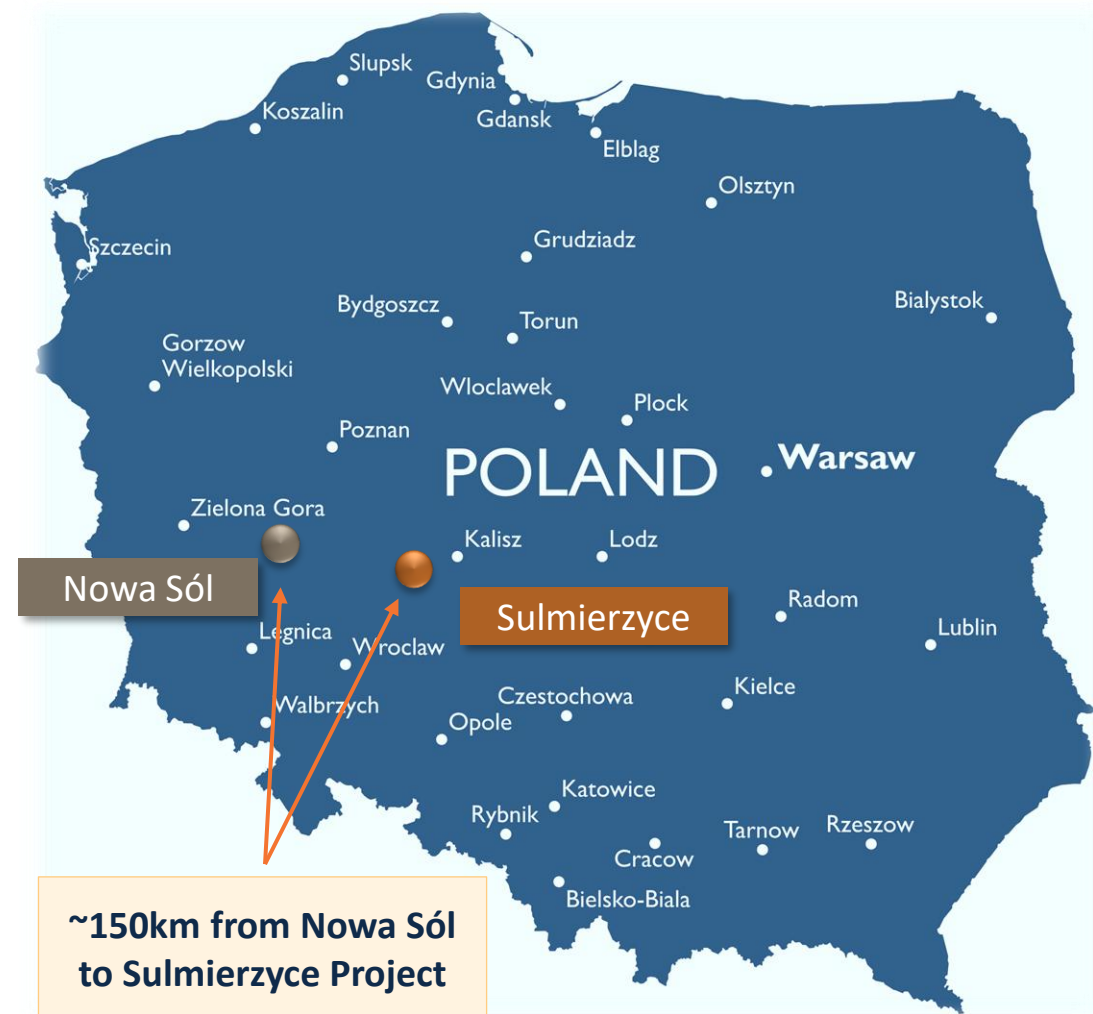 Slupsk
Gdynia
Koszalin
Gdansk
Elblag
Olsztyn
Szczecin
Grudziadz
Bydgoszcz
Bialystok
Torun
Gorzow
Wielkopolski
Wloclawek
Plock
Poznan
POLAND
Warsaw
Zielona Gora
Kalisz
Lodz
Nowa Sól
Sulmierzyce
Radom
Legnica
Lublin
Wroclaw
Kielce
Czestochowa
Walbrzych
Opole
Katowice
Rybnik
Tarnow
Rzeszow
Cracow
Bielsko-Biala
~150km from Nowa Sól
to Sulmierzyce Project